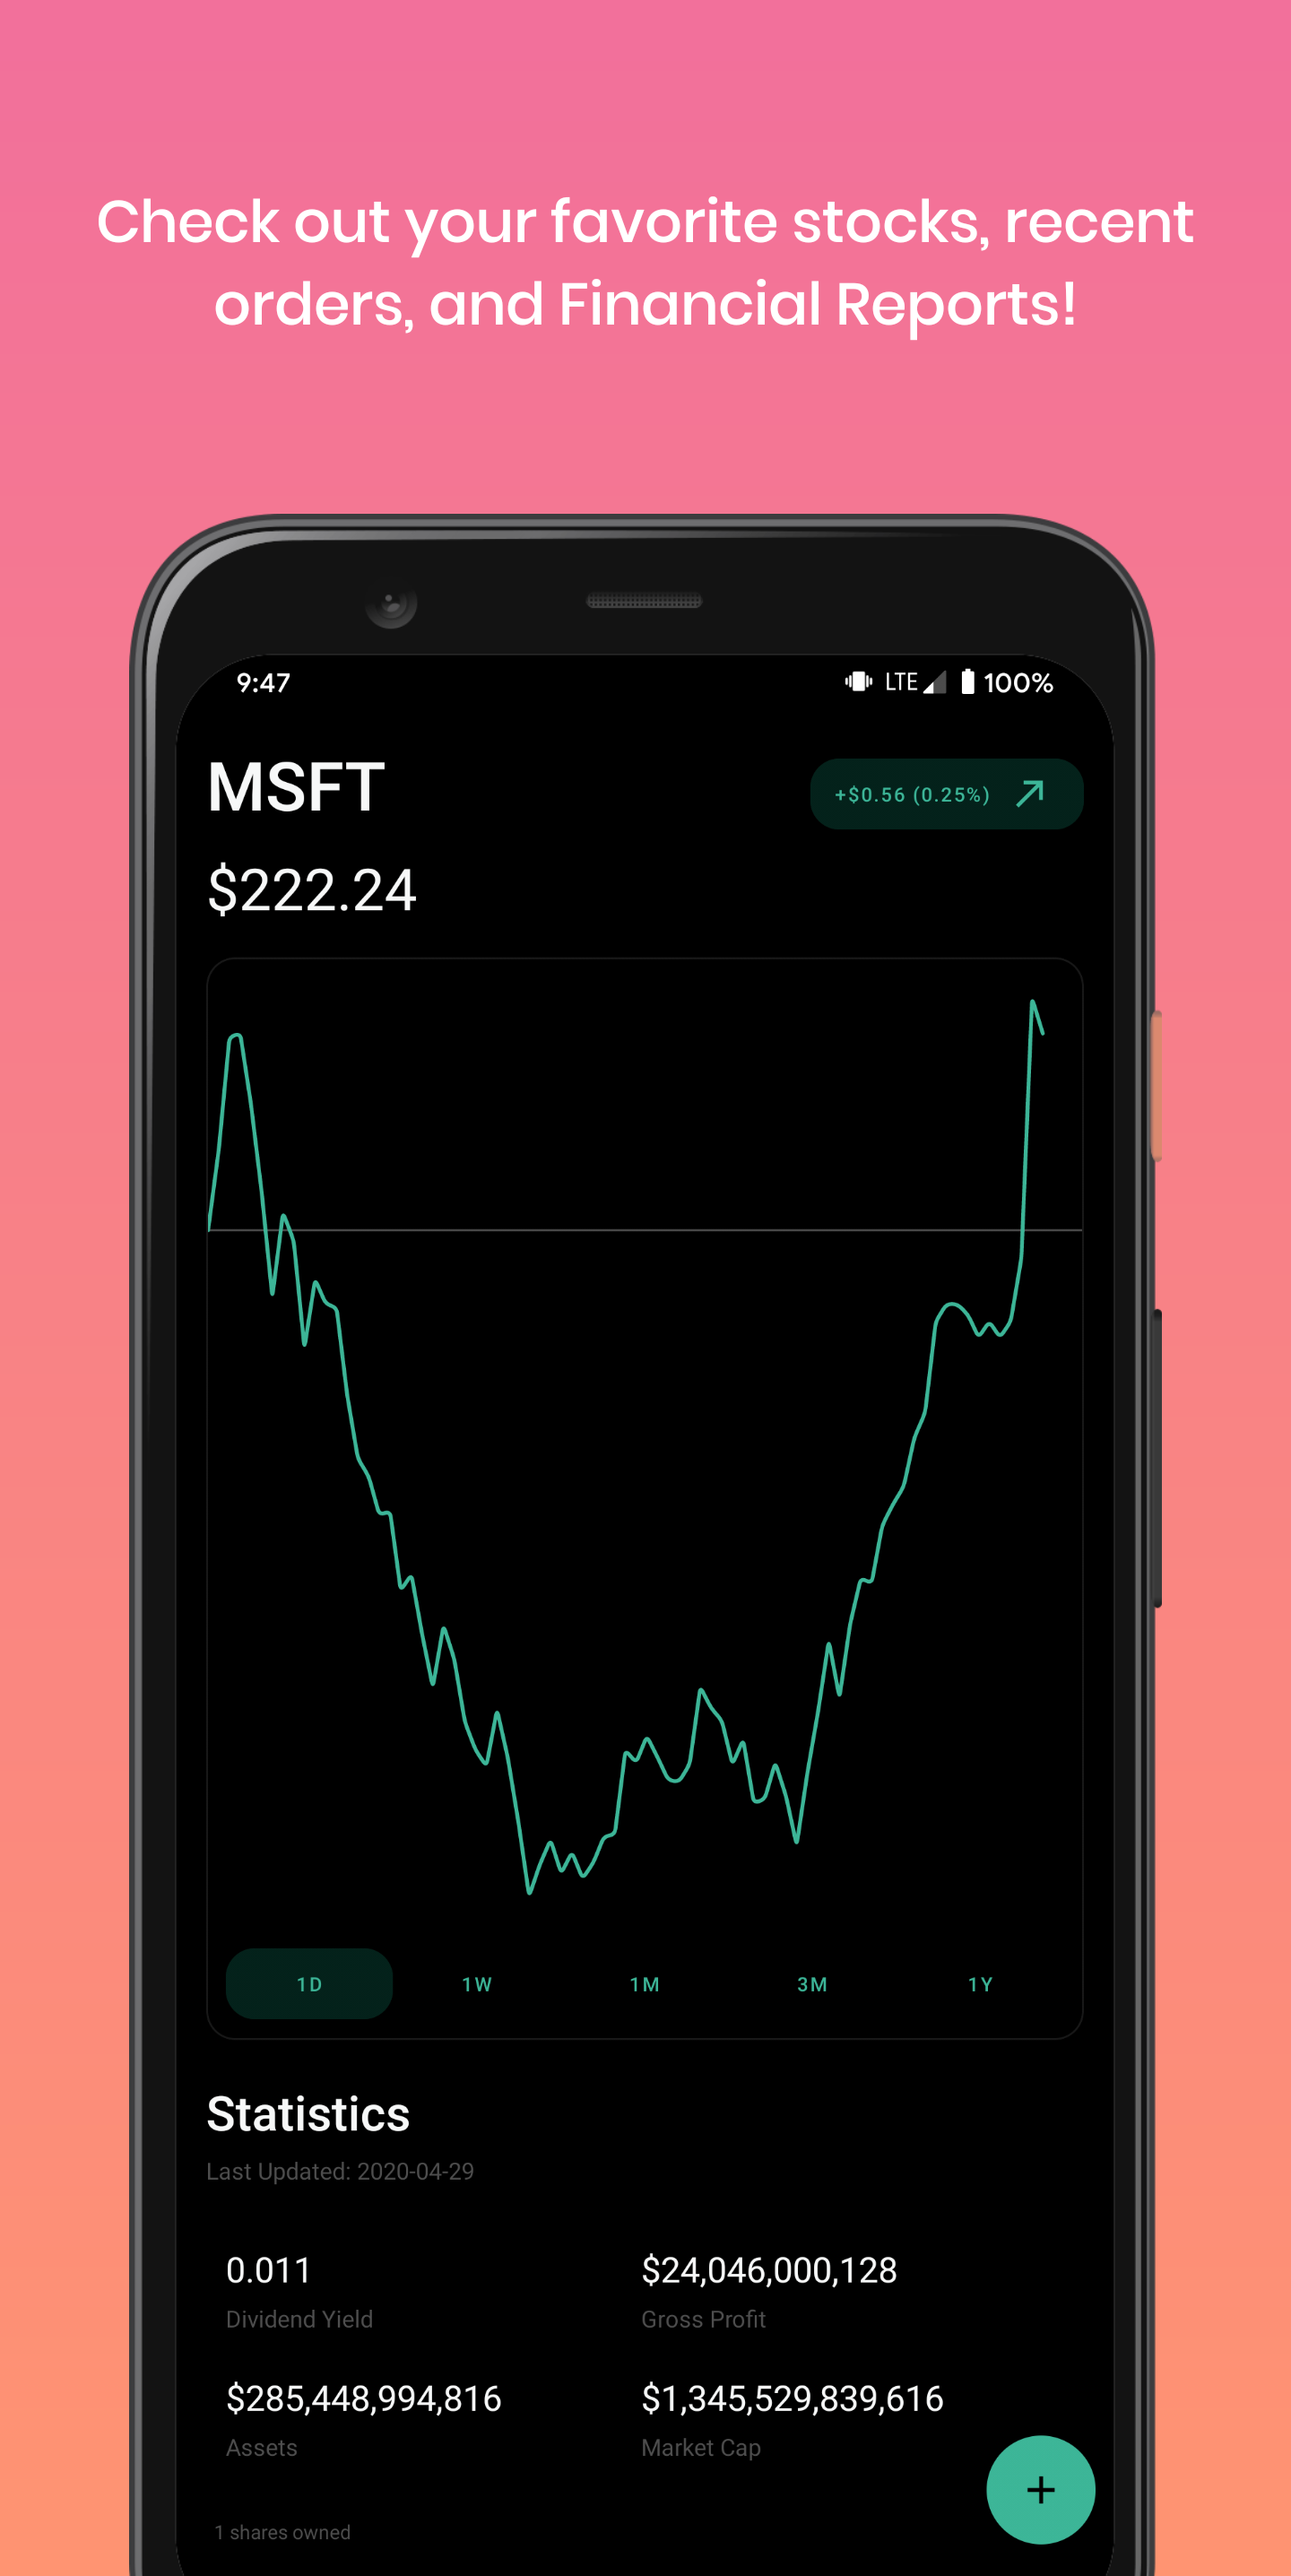 Check out your favorite stocks, recent
orders, and Financial Reports!
9:47
LTE 100%
MSFT
+$0.56 (0.25%)
$222.24
1D 1W 1M 3M 1Y
Statistics
Last Updated: 2020-04-29
0.011 $24,046,000,128
Dividend Yield Gross Profit
$285,448,994,816 $1,345,529,839,616
Assets Market Cap
+
1 shares owned